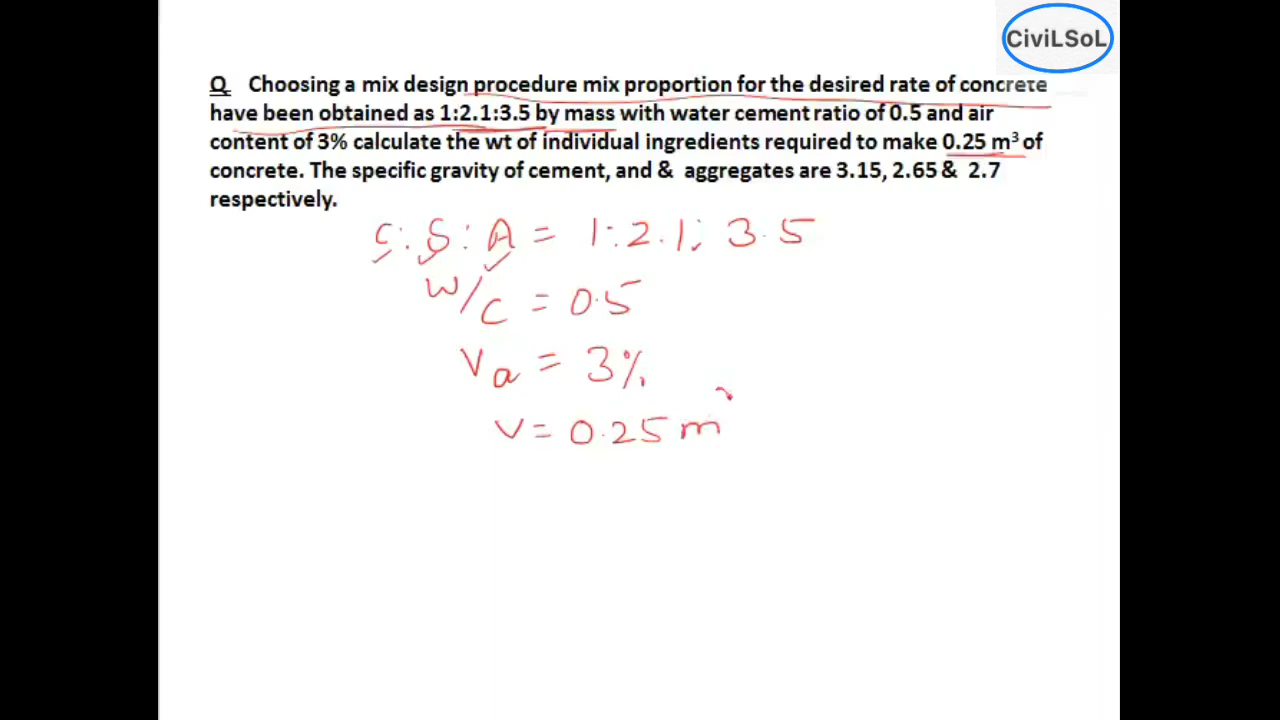 CiviLSoL
Q Choosing a mix design procedure mix proportion for the desired rate of concrete
have been obtained as 1:2.1:3.5 by mass with water cement ratio of 0.5 and air
content of 3% calculate the wt of individual ingredients required to make 0.25 m³ of
concrete. The specific gravity of cement, and & aggregates are 3.15, 2.65 & 2.7
respectively.
C : S : A = 1 : 2.1 : 3.5
W/C = 0.5
Va = 3%
V = 0.25 m